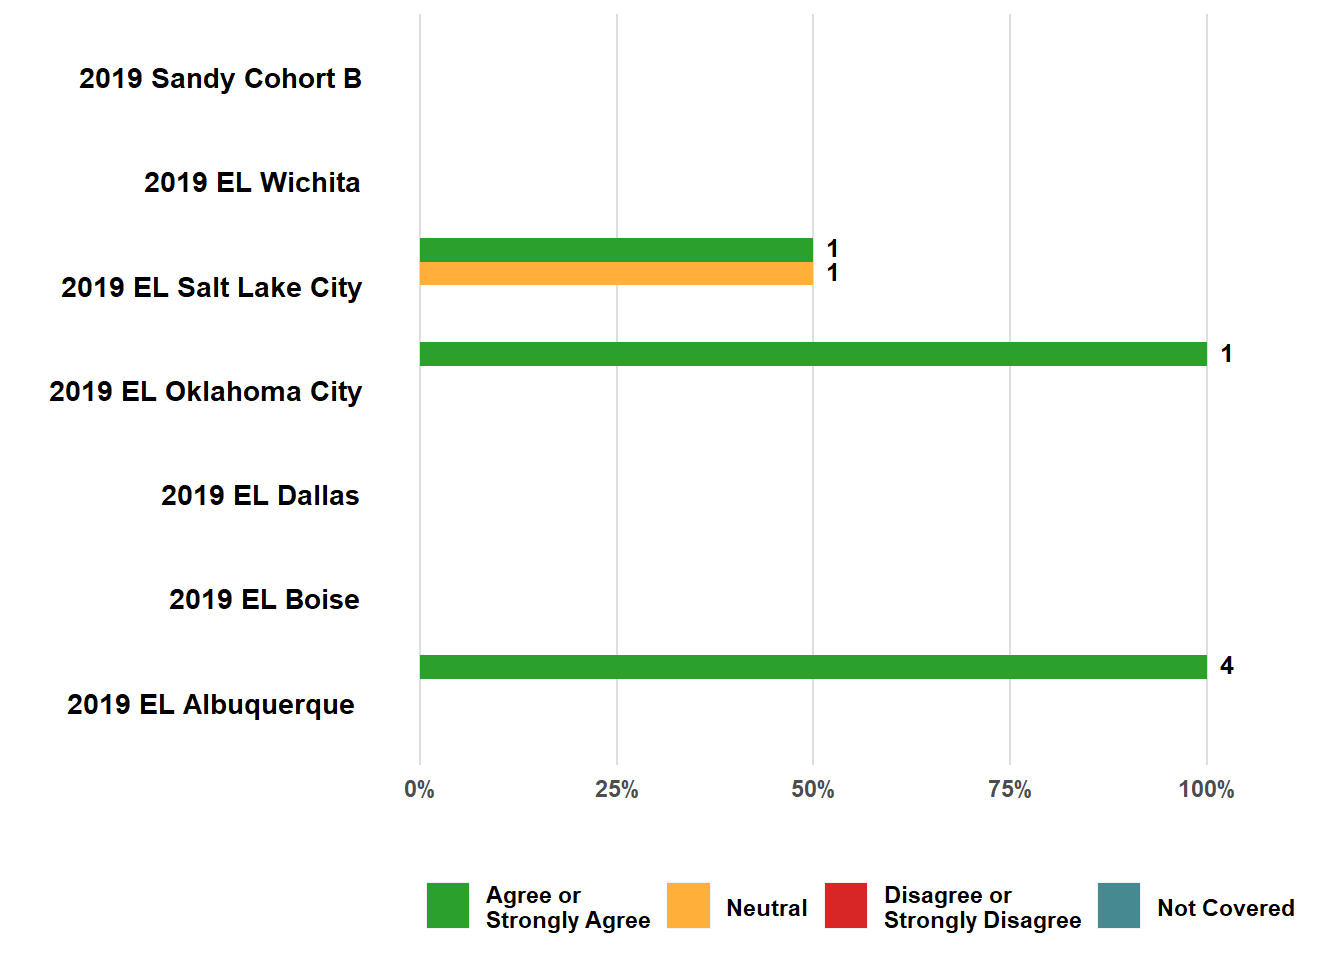 2019 Sandy Cohort B
2019 EL Wichita
1
1
2019 EL Salt Lake City
1
2019 EL Oklahoma City
2019 EL Dallas
2019 EL Boise
4
2019 EL Albuquerque
0% 25% 50% 75% 100%
Agree or
Strongly Agree
Neutral
Disagree or
Strongly Disagree
Not Covered